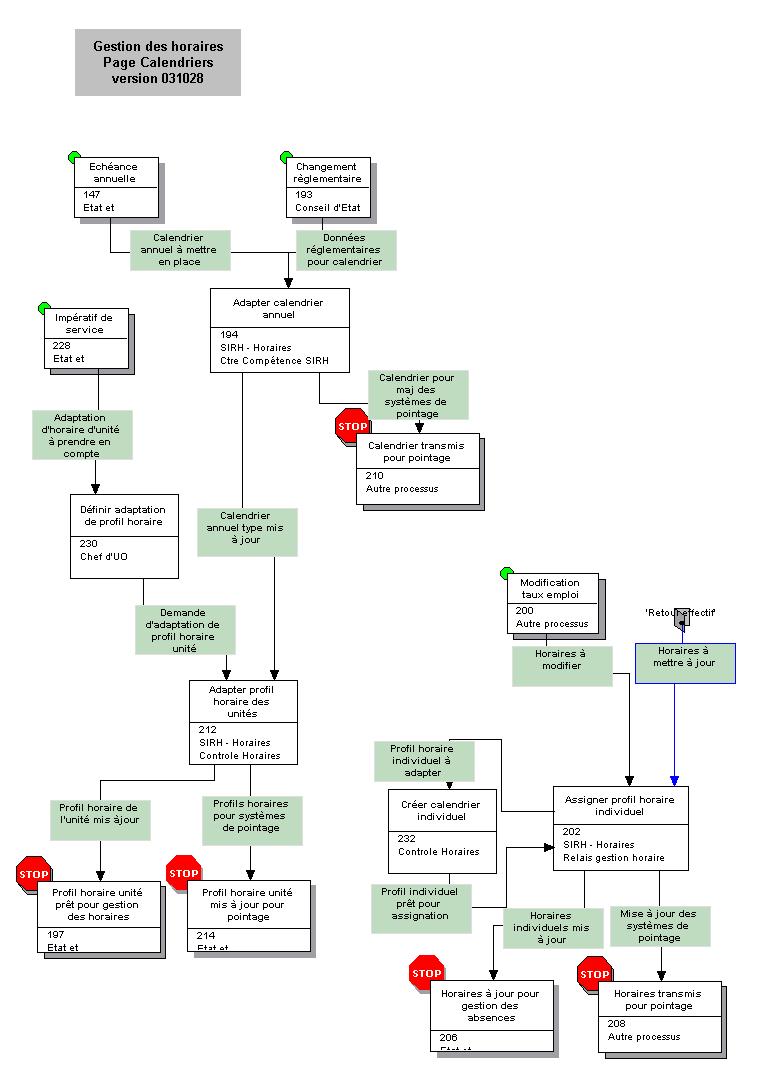 Gestion des horaires
Page Calendriers
version 031028
Echéance
annuelle
147
Etat et
Changement
règlementaire
193
Conseil d'Etat
Calendrier
annuel à mettre
en place
Données
réglementaires
pour calendrier
Adapter calendrier
annuel
194
SIRH - Horaires
Ctre Compétence SIRH
Impératif de
service
228
Etat et
Calendrier pour
maj des
systèmes de
pointage
Adaptation
d'horaire d'unité
à prendre en
compte
STOP
Calendrier transmis
pour pointage
210
Autre processus
Définir adaptation
de profil horaire
230
Chef d'UO
Calendrier
annuel type mis
à jour
Modification
taux emploi
200
Autre processus
'Retour effectif'
Demande
d'adaptation de
profil horaire
unité
Horaires à
modifier
Horaires à
mettre à jour
Adapter profil
horaire des
unités
212
SIRH - Horaires
Controle Horaires
Profil horaire
individuel à
adapter
Profil horaire de
l'unité mis àjour
Profils horaires
pour systèmes
de pointage
Créer calendrier
individuel
232
Controle Horaires
Assigner profil horaire
individuel
202
SIRH - Horaires
Relais gestion horaire
STOP
Profil horaire unité
prêt pour gestion
des horaires
197
Etat et
STOP
Profil horaire unité
mis à jour pour
pointage
214
Etat et
Profil individuel
prêt pour
assignation
Horaires
individuels mis
à jour
Mise à jour des
systèmes de
pointage
STOP
Horaires à jour pour
gestion des
absences
206
Etat et
STOP
Horaires transmis
pour pointage
208
Autre processus